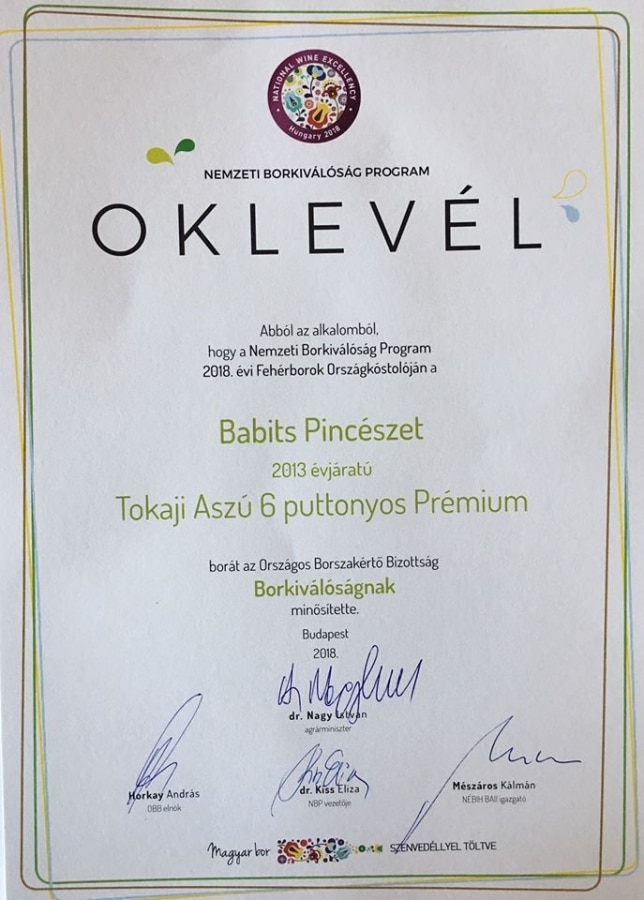 NATIONAL WINE EXCELLENCY
Hungary 2018
NEMZETI BORKIVÁLÓSÁG PROGRAM
OKLEVÉL
Abból az alkalomból,
hogy a Nemzeti Borkiválóság Program
2018. évi Fehérborok Országkóstolóján a
Babits Pincészet
2013 évjáratú
Tokaji Aszú 6 puttonyos Prémium
borát az Országos Borszakértő Bizottság
Borkiválóságnak
minősítette.
Budapest
2018.
dr. Nagy István
agrárminiszter
Horkay András
OBB elnök
dr. Kiss Eliza
NBP vezetője
Mészáros Kálmán
NÉBIH BAII igazgató
Magyar bor SZENVEDÉLLYEL TÖLTVE